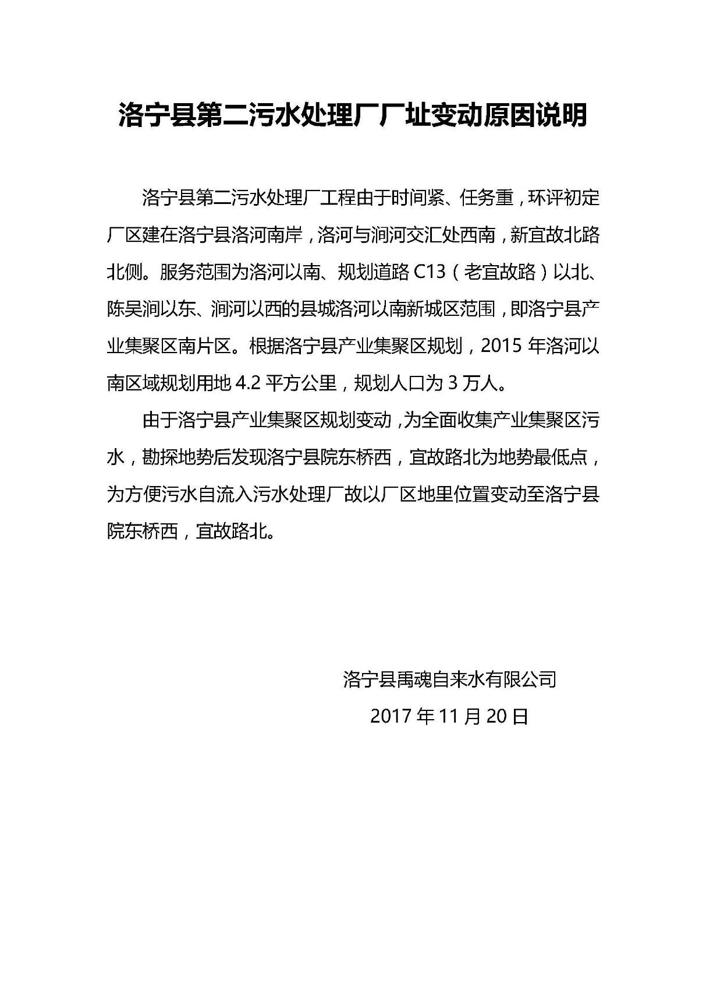 洛宁县第二污水处理厂厂址变动原因说明
洛宁县第二污水处理厂工程由于时间紧、任务重，环评初定
厂区建在洛宁县洛河南岸，洛河与涧河交汇处西南，新宜故北路
北侧。服务范围为洛河以南、规划道路 C13（老宜故路）以北、
陈吴涧以东、涧河以西的县城洛河以南新城区范围，即洛宁县产
业集聚区南片区。根据洛宁县产业集聚区规划，2015 年洛河以
南区域规划用地 4.2 平方公里，规划人口为 3 万人。
由于洛宁县产业集聚区规划变动，为全面收集产业集聚区污
水，勘探地势后发现洛宁县院东桥西，宜故路北为地势最低点，
为方便污水自流入污水处理厂故以厂区地里位置变动至洛宁县
院东桥西，宜故路北。
洛宁县禹魂自来水有限公司
2017 年 11 月 20 日